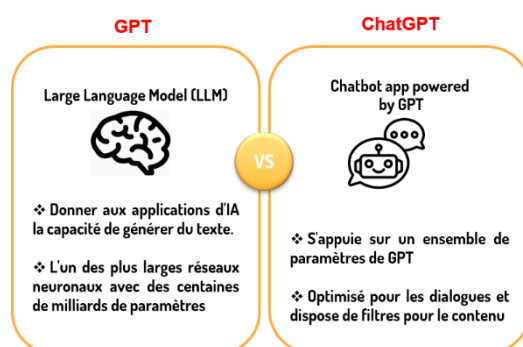 GPT
Large Language Model (LLM)
❖ Donner aux applications d'IA
la capacité de générer du texte.
❖ L'un des plus larges réseaux
neuronaux avec des centaines
de milliards de paramètres
VS
ChatGPT
Chatbot app powered
by GPT
❖ S'appuie sur un ensemble de
paramètres de GPT
❖ Optimisé pour les dialogues et
dispose de filtres pour le contenu